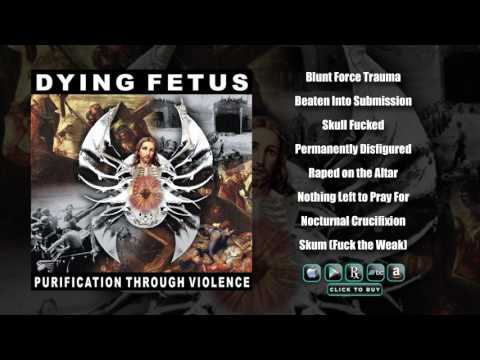 DYING FETUS
PURIFICATION THROUGH VIOLENCE
Blunt Force Trauma
Beaten Into Submission
Skull Fucked
Permanently Disfigured
Raped on the Altar
Nothing Left to Pray For
Nocturnal Crucifixion
Skum (Fuck the Weak)
CLICK TO BUY